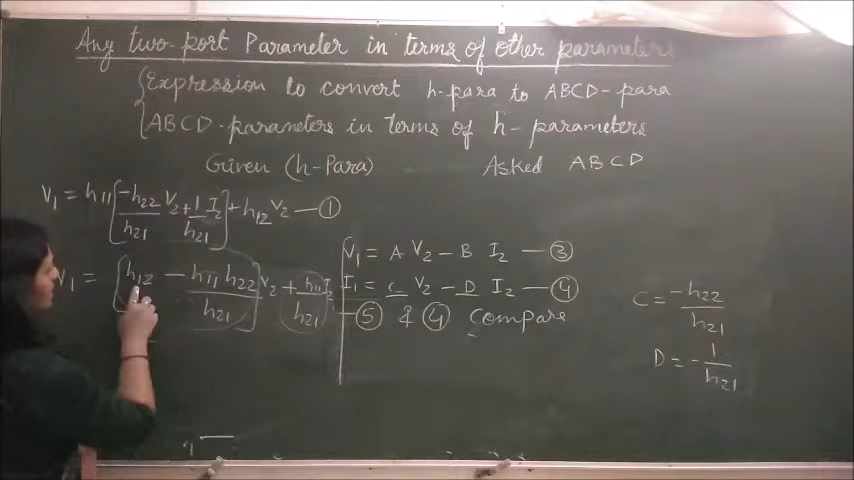 Any two-port Parameter in terms of other parameters
Expression to convert h-para to ABCD-para
ABCD-parameters in terms of h-parameters
Given (h-Para) Asked ABCD
V1 = h11 [-h22/h21 V2 + 1/h21 I2] + h12 V2 — ①
V1 = [h12 - h11 h22/h21] V2 + h11/h21 I2
V1 = A V2 - B I2 — ③
I1 = C V2 - D I2 — ④
⑤ & ④ Compare
C = -h22/h21
D = -1/h21